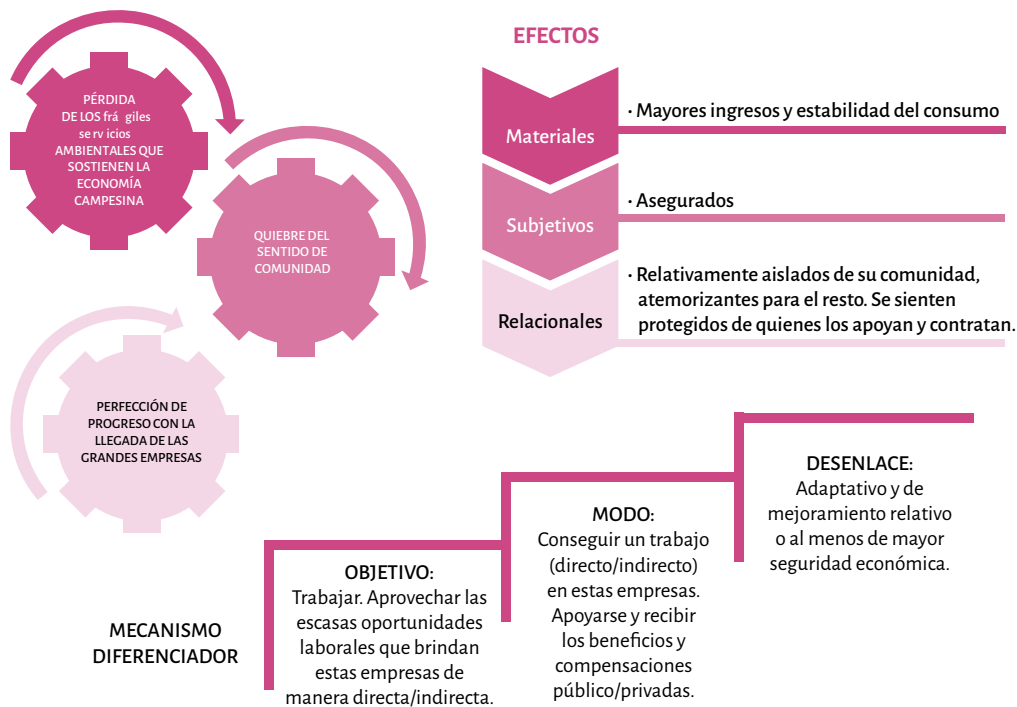 PÉRDIDA
DE LOS frá giles
se rv icios
AMBIENTALES QUE
SOSTIENEN LA
ECONOMÍA
CAMPESINA
QUIEBRE DEL
SENTIDO DE
COMUNIDAD
PERFECCIÓN DE
PROGRESO CON LA
LLEGADA DE LAS
GRANDES EMPRESAS
EFECTOS
Materiales
· Mayores ingresos y estabilidad del consumo
Subjetivos
· Asegurados
Relacionales
· Relativamente aislados de su comunidad,
atemorizantes para el resto. Se sienten
protegidos de quienes los apoyan y contratan.
MECANISMO
DIFERENCIADOR
OBJETIVO:
Trabajar. Aprovechar las
escasas oportunidades
laborales que brindan
estas empresas de
manera directa/indirecta.
MODO:
Conseguir un trabajo
(directo/indirecto)
en estas empresas.
Apoyarse y recibir
los beneficios y
compensaciones
público/privadas.
DESENLACE:
Adaptativo y de
mejoramiento relativo
o al menos de mayor
seguridad económica.